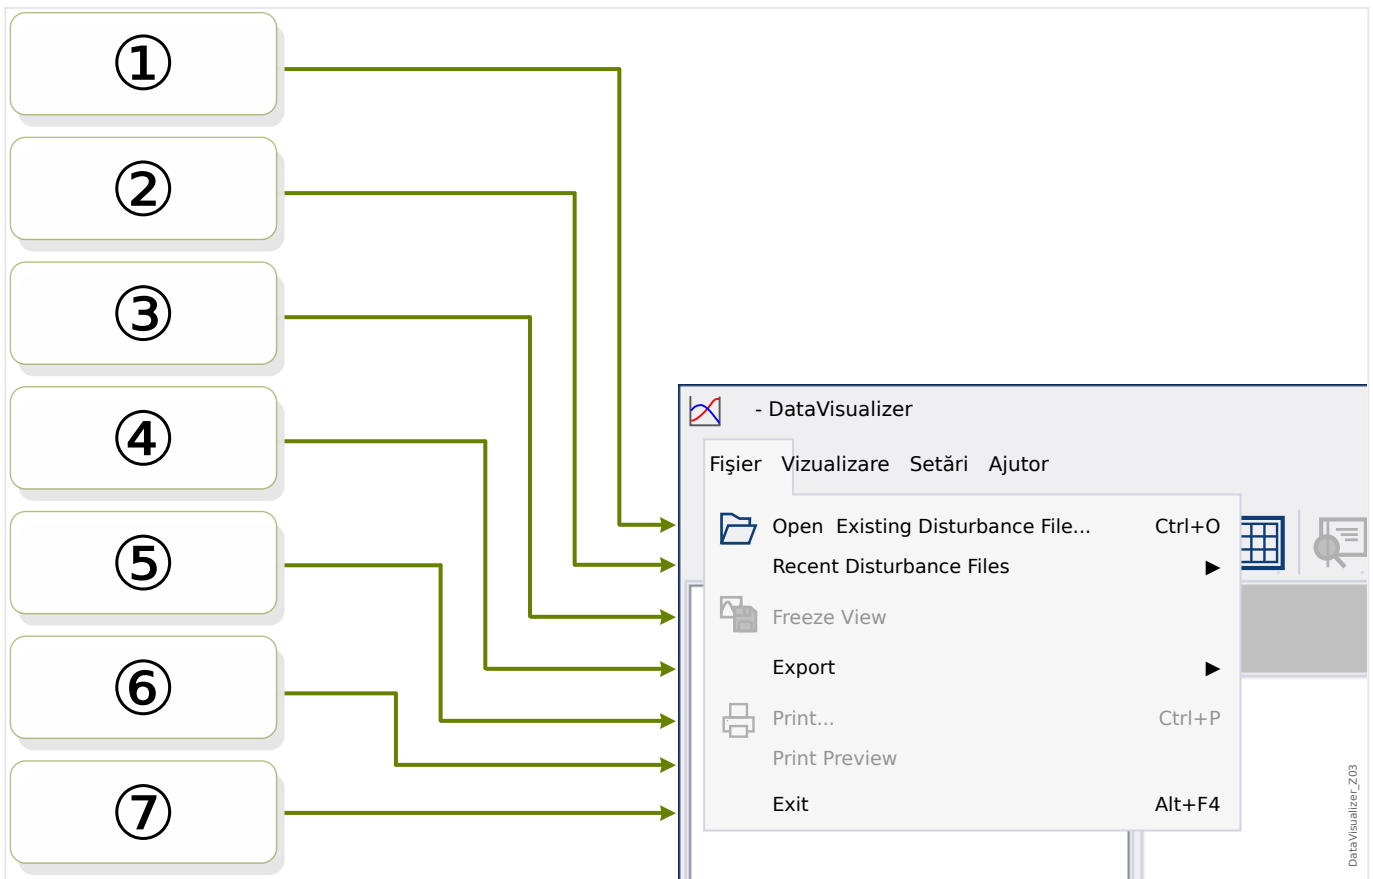 ①
②
③
④
⑤
⑥
⑦
- DataVisualizer
Fişier Vizualizare Setări Ajutor
Open Existing Disturbance File... Ctrl+O
Recent Disturbance Files ▶
Freeze View
Export ▶
Print... Ctrl+P
Print Preview
Exit Alt+F4
DataVisualizer_Z03